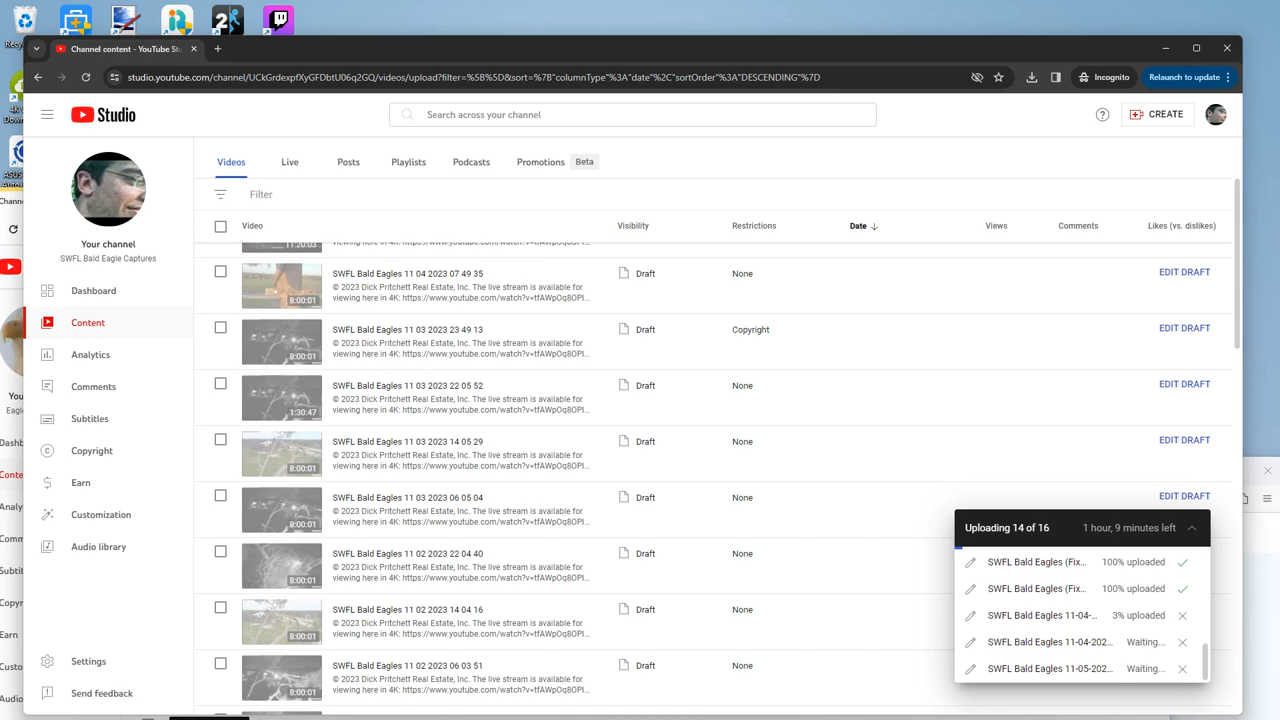 Channel content - YouTube Stu
studio.youtube.com/channel/UCkGrdexpfXyGFDbtU06q2GQ/videos/upload?filter=%5B%5D&sort=%7B"columnType"%3A"date"%2C"sortOrder"%3A"DESCENDING"%7D
Incognito
Relaunch to update
Studio
Search across your channel
CREATE
Your channel
SWFL Bald Eagle Captures
Dashboard
Content
Analytics
Comments
Subtitles
Copyright
Earn
Customization
Audio library
Settings
Send feedback
Videos
Live
Posts
Playlists
Podcasts
Promotions
Beta
Filter
Video
Visibility
Restrictions
Date
Views
Comments
Likes (vs. dislikes)
11:20:03
viewing here in 4K: https://www.youtube.com/watch?v=tfAWpOq8OPI...
8:00:01
SWFL Bald Eagles 11 04 2023 07 49 35
© 2023 Dick Pritchett Real Estate, Inc. The live stream is available for
viewing here in 4K: https://www.youtube.com/watch?v=tfAWpOq8OPI...
Draft
None
EDIT DRAFT
8:00:01
SWFL Bald Eagles 11 03 2023 23 49 13
© 2023 Dick Pritchett Real Estate, Inc. The live stream is available for
viewing here in 4K: https://www.youtube.com/watch?v=tfAWpOq8OPI...
Draft
Copyright
EDIT DRAFT
1:30:47
SWFL Bald Eagles 11 03 2023 22 05 52
© 2023 Dick Pritchett Real Estate, Inc. The live stream is available for
viewing here in 4K: https://www.youtube.com/watch?v=tfAWpOq8OPI...
Draft
None
EDIT DRAFT
8:00:01
SWFL Bald Eagles 11 03 2023 14 05 29
© 2023 Dick Pritchett Real Estate, Inc. The live stream is available for
viewing here in 4K: https://www.youtube.com/watch?v=tfAWpOq8OPI...
Draft
None
EDIT DRAFT
8:00:01
SWFL Bald Eagles 11 03 2023 06 05 04
© 2023 Dick Pritchett Real Estate, Inc. The live stream is available for
viewing here in 4K: https://www.youtube.com/watch?v=tfAWpOq8OPI...
Draft
None
EDIT DRAFT
8:00:01
SWFL Bald Eagles 11 02 2023 22 04 40
© 2023 Dick Pritchett Real Estate, Inc. The live stream is available for
viewing here in 4K: https://www.youtube.com/watch?v=tfAWpOq8OPI...
Draft
None
8:00:01
SWFL Bald Eagles 11 02 2023 14 04 16
© 2023 Dick Pritchett Real Estate, Inc. The live stream is available for
viewing here in 4K: https://www.youtube.com/watch?v=tfAWpOq8OPI...
Draft
None
8:00:01
SWFL Bald Eagles 11 02 2023 06 03 51
© 2023 Dick Pritchett Real Estate, Inc. The live stream is available for
viewing here in 4K: https://www.youtube.com/watch?v=tfAWpOq8OPI...
Draft
None
Uploading 14 of 16
1 hour, 9 minutes left
SWFL Bald Eagles (Fix...
100% uploaded
SWFL Bald Eagles (Fix...
100% uploaded
SWFL Bald Eagles 11-04-...
3% uploaded
SWFL Bald Eagles 11-04-202...
Waiting...
SWFL Bald Eagles 11-05-202...
Waiting...